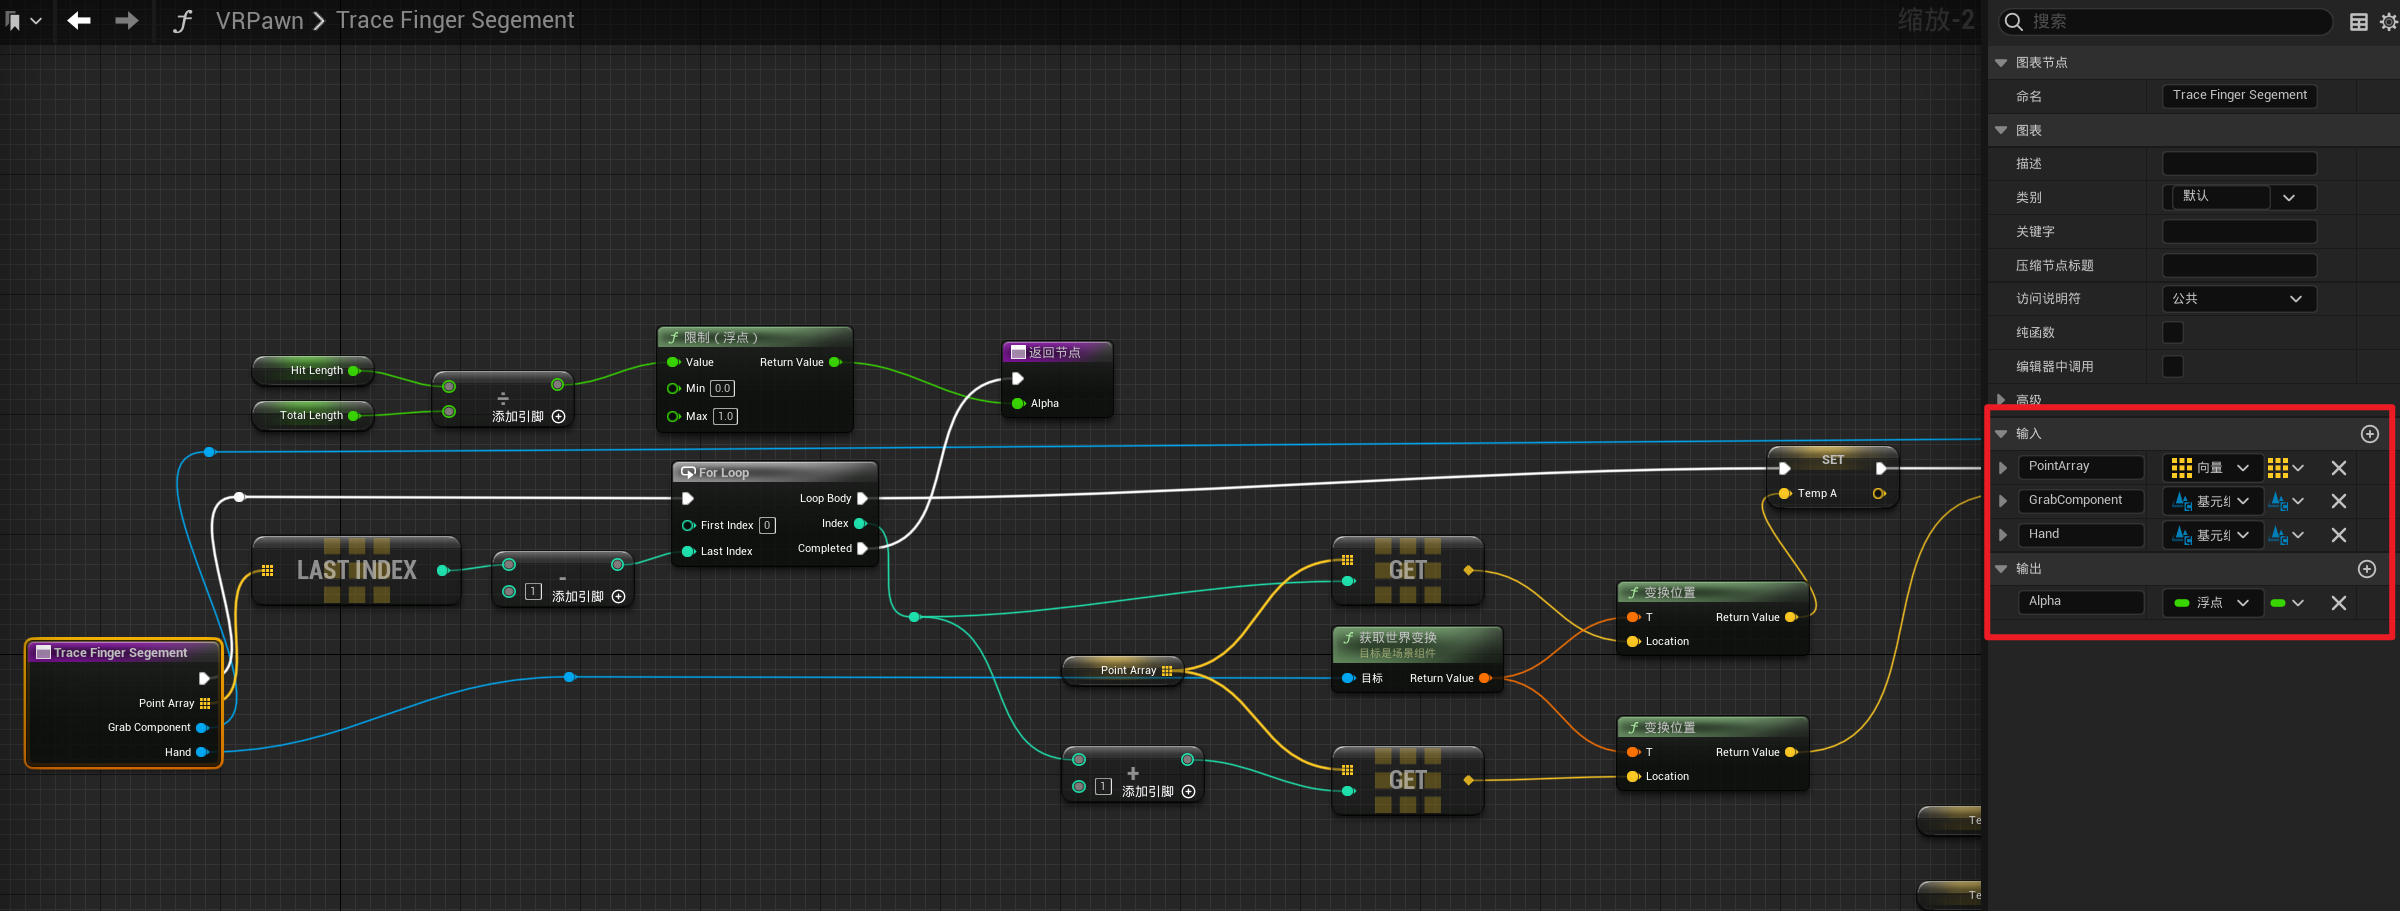 VRPawn
Trace Finger Segement
缩放-2
搜索
图表节点
命名
Trace Finger Segement
图表
描述
类别
默认
关键字
压缩节点标题
访问说明符
公共
纯函数
编辑器中调用
高级
输入
PointArray
向量
GrabComponent
基元
Hand
基元
输出
Alpha
浮点
Hit Length
Total Length
÷
添加引脚
限制（浮点）
Value
Return Value
Min
0.0
Max
1.0
返回节点
Alpha
For Loop
Loop Body
First Index
0
Index
Last Index
Completed
LAST INDEX
-
1
添加引脚
SET
Temp A
GET
变换位置
T
Return Value
Location
获取世界变换
目标是场景组件
目标
Return Value
Point Array
Trace Finger Segement
Point Array
Grab Component
Hand
+
1
添加引脚
GET
变换位置
T
Return Value
Location
Te
Te